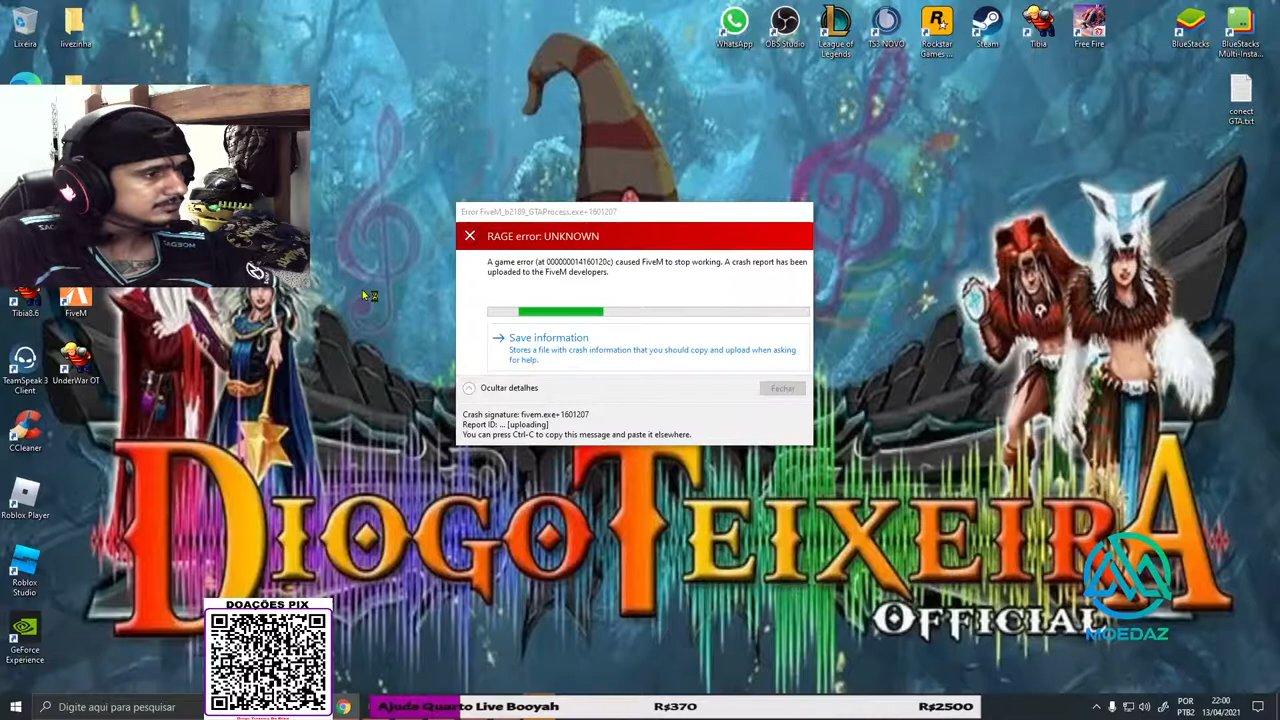 Lixeira
livezinha
WhatsApp
OBS Studio
League of
Legends
TS3 NOVO
Rockstar
Games ...
Steam
Tibia
Free Fire
BlueStacks
BlueStacks
Multi-Insta...
conect
GTA.txt
TAGBOM
Error FiveM_b2189_GTAProcess.exe+1601207
RAGE error: UNKNOWN
A game error (at 000000014160120c) caused FiveM to stop working. A crash report has been
uploaded to the FiveM developers.
Save information
Stores a file with crash information that you should copy and upload when asking
for help.
Ocultar detalhes
Fechar
Crash signature: fivem.exe+1601207
Report ID: ... [uploading]
You can press Ctrl-C to copy this message and paste it elsewhere.
Tibia8.6
FiveM
TeamSpeak 3
Client
UnderWar OT
CCleaner
Roblox Player
Roblox
Studio
GeForce
Experience
DIOGO TEIXEIRA
OFFICIAL
MOEDAZ
DOAÇÕES PIX
Digite aqui para pesquisar
Ajuda Quarto Live Booyah
R$370
R$2500
POR
PTB2
22:00
13/04/2021